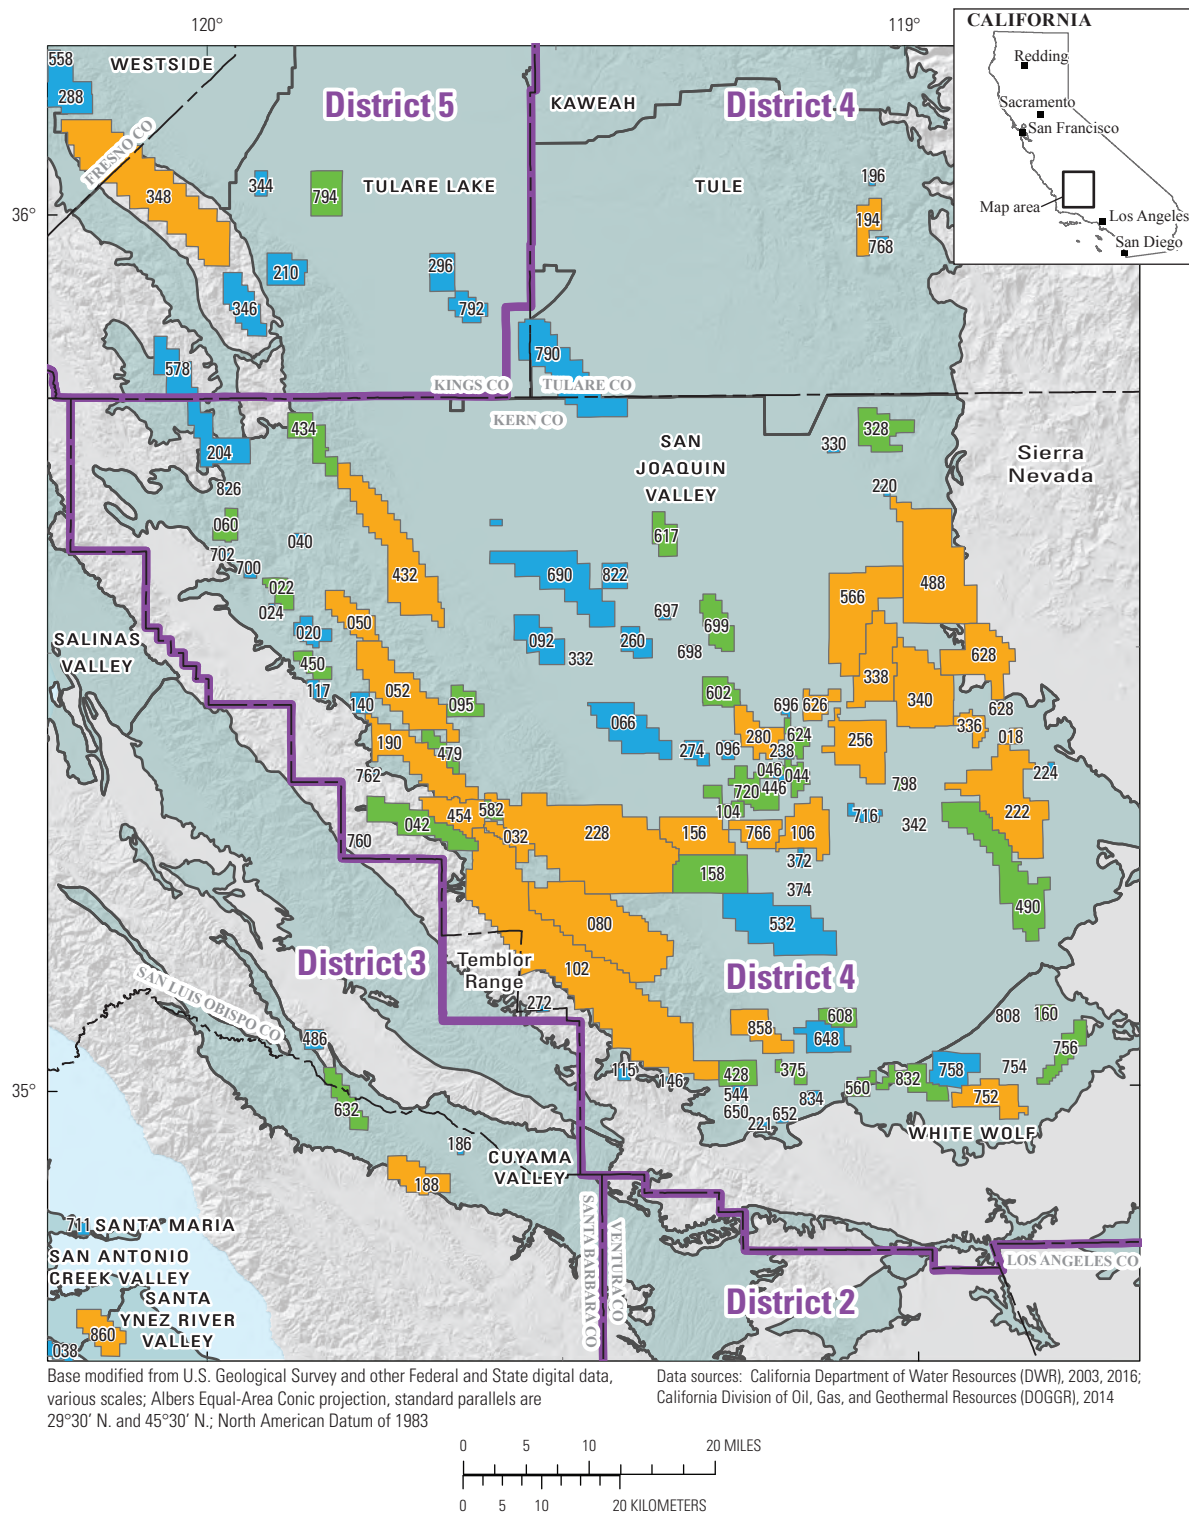 120°
119°
CALIFORNIA
Redding
Sacramento
San Francisco
Map area
Los Angeles
San Diego
558
WESTSIDE
288
District 5
KAWEAH
District 4
FRESNO CO
344
794
TULARE LAKE
TULE
196
348
36°
194
768
210
296
346
792
790
578
KINGS CO
TULARE CO
KERN CO
434
328
204
330
SAN
JOAQUIN
VALLEY
Sierra
Nevada
826
220
060
617
040
702
700
432
690
822
488
022
566
024
050
697
699
020
092
260
SALINAS
VALLEY
332
698
628
450
338
117
052
602
340
140
095
696
626
628
066
336
190
280
624
256
018
479
274
096
238
762
046
044
224
798
720
446
104
716
222
042
454
582
342
760
032
228
156
766
106
372
158
374
490
080
532
District 3
Temblor
Range
102
District 4
SAN LUIS OBISPO CO
272
808
160
608
858
648
486
756
115
146
428
375
758
754
632
544
560
832
650
652
834
752
221
WHITE WOLF
186
CUYAMA
VALLEY
188
711
SANTA MARIA
SANTA BARBARA CO
VENTURA CO
SAN ANTONIO
CREEK VALLEY
LOS ANGELES CO
SANTA
YNEZ RIVER
VALLEY
District 2
860
038
35°
Base modified from U.S. Geological Survey and other Federal and State digital data,
various scales; Albers Equal-Area Conic projection, standard parallels are
29°30’ N. and 45°30’ N.; North American Datum of 1983
Data sources: California Department of Water Resources (DWR), 2003, 2016;
California Division of Oil, Gas, and Geothermal Resources (DOGGR), 2014
0 5 10 20 MILES
0 5 10 20 KILOMETERS